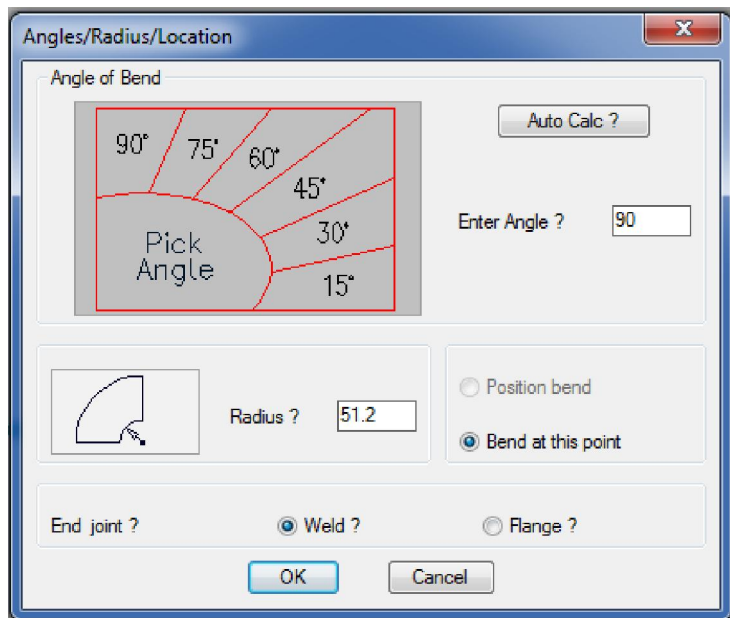 Angles/Radius/Location
Angle of Bend
90°
75°
60°
45°
30°
15°
Pick
Angle
Auto Calc ?
Enter Angle ? 90
Radius ? 51.2
Position bend
Bend at this point
End joint ? Weld ? Flange ?
OK Cancel